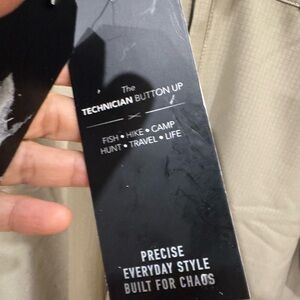 The
TECHNICIAN BUTTON UP
FISH • HIKE • CAMP
HUNT • TRAVEL • LIFE
PRECISE
EVERYDAY STYLE
BUILT FOR CHAOS